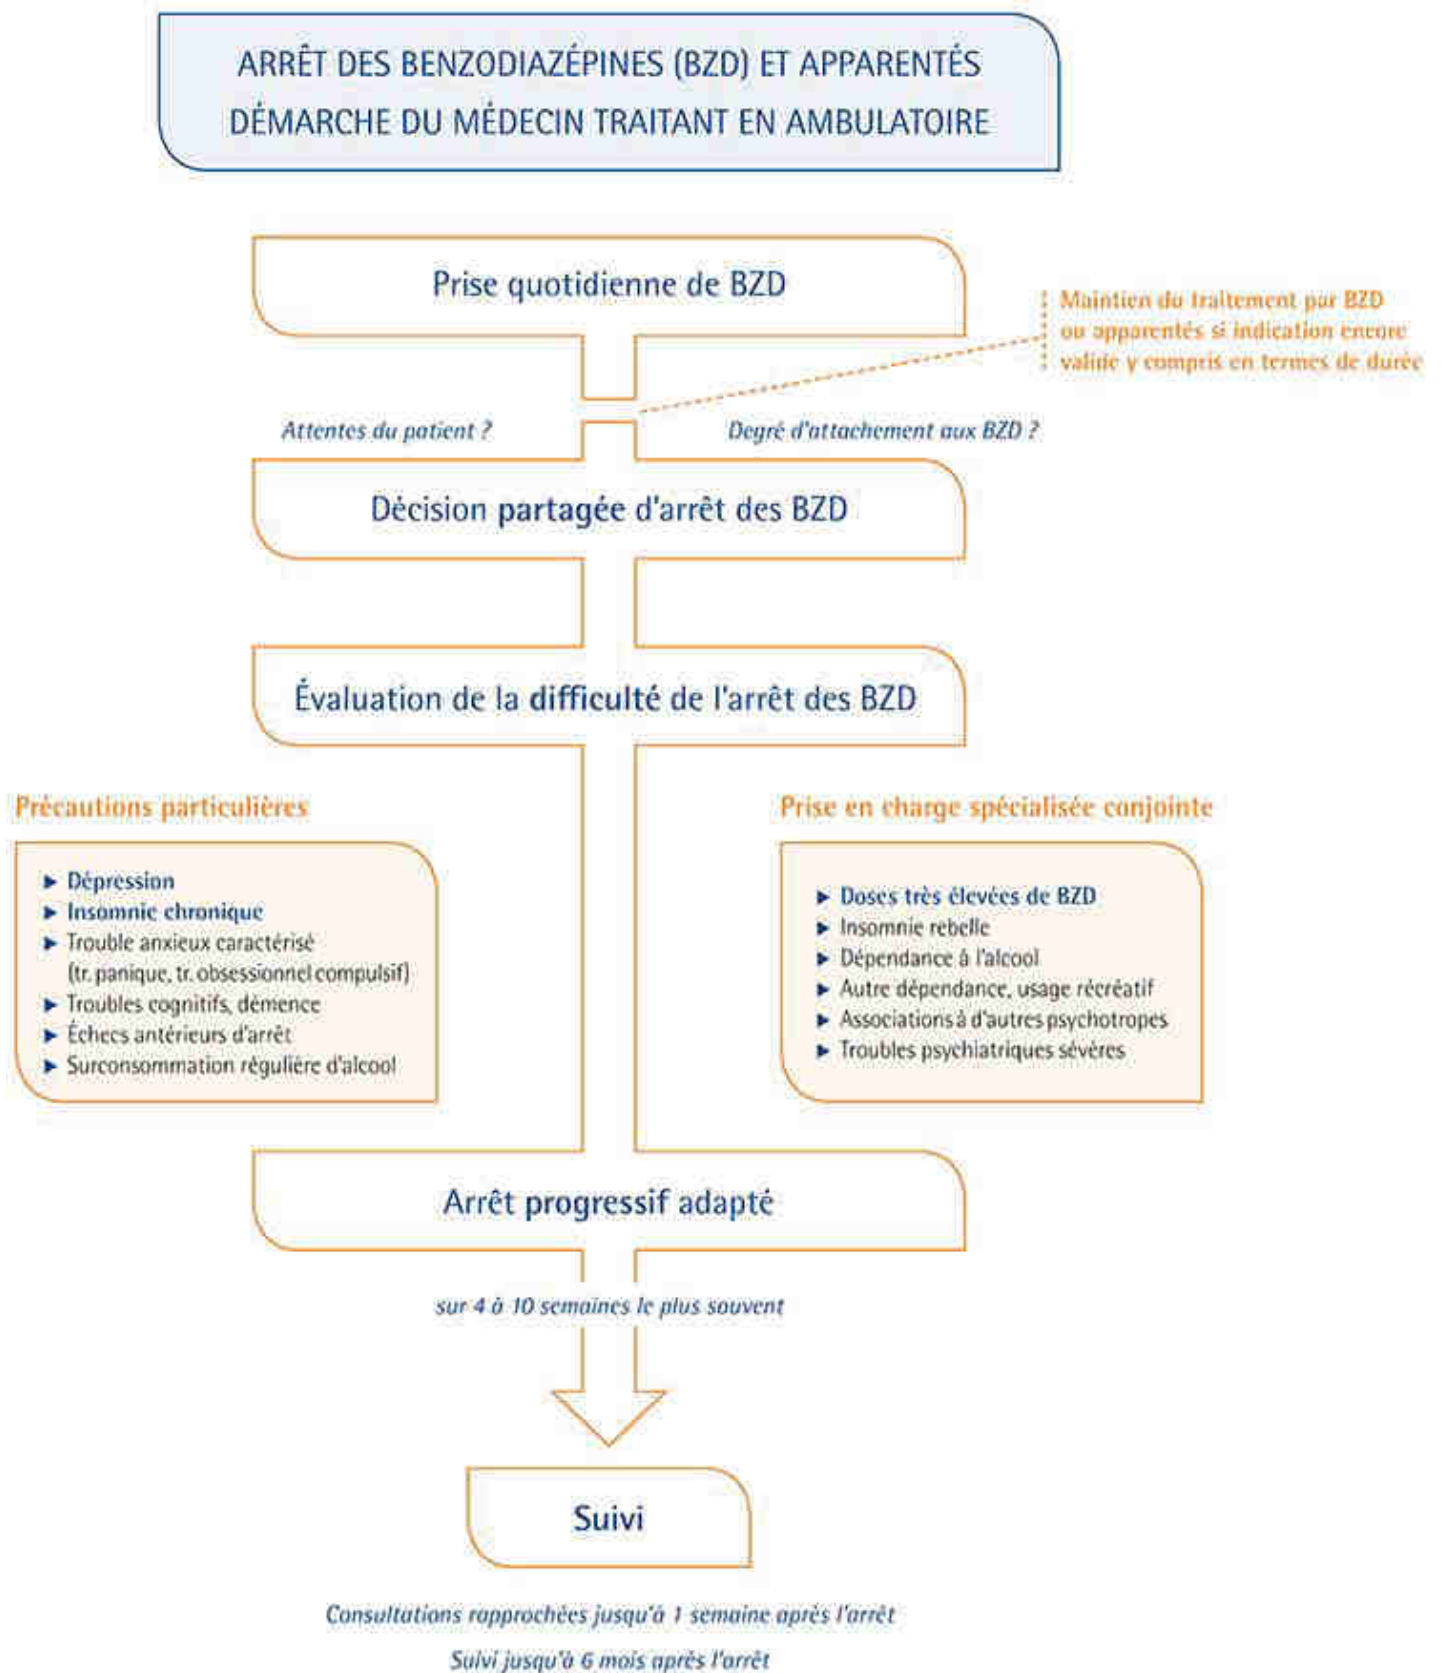 ARRÊT DES BENZODIAZÉPINES (BZD) ET APPARENTÉS
DÉMARCHE DU MÉDECIN TRAITANT EN AMBULATOIRE
Prise quotidienne de BZD
Maintien du traitement par BZD
ou apparentés si indication encore
valide y compris en termes de durée
Attentes du patient ?
Degré d'attachement aux BZD ?
Décision partagée d'arrêt des BZD
Évaluation de la difficulté de l'arrêt des BZD
Précautions particulières
► Dépression
► Insomnie chronique
► Trouble anxieux caractérisé
(tr. panique, tr. obsessionnel compulsif)
► Troubles cognitifs, démence
► Échecs antérieurs d'arrêt
► Surconsommation régulière d'alcool
Prise en charge spécialisée conjointe
► Doses très élevées de BZD
► Insomnie rebelle
► Dépendance à l'alcool
► Autre dépendance, usage récréatif
► Associations à d'autres psychotropes
► Troubles psychiatriques sévères
Arrêt progressif adapté
sur 4 à 10 semaines le plus souvent
Suivi
Consultations rapprochées jusqu'à 1 semaine après l'arrêt
Suivi jusqu'à 6 mois après l'arrêt